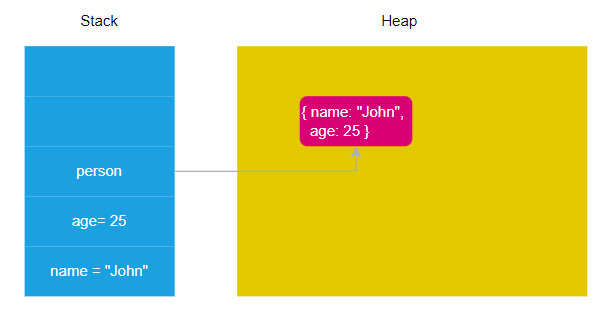 Stack
Heap
{ name: "John",
age: 25 }
person
age= 25
name = "John"